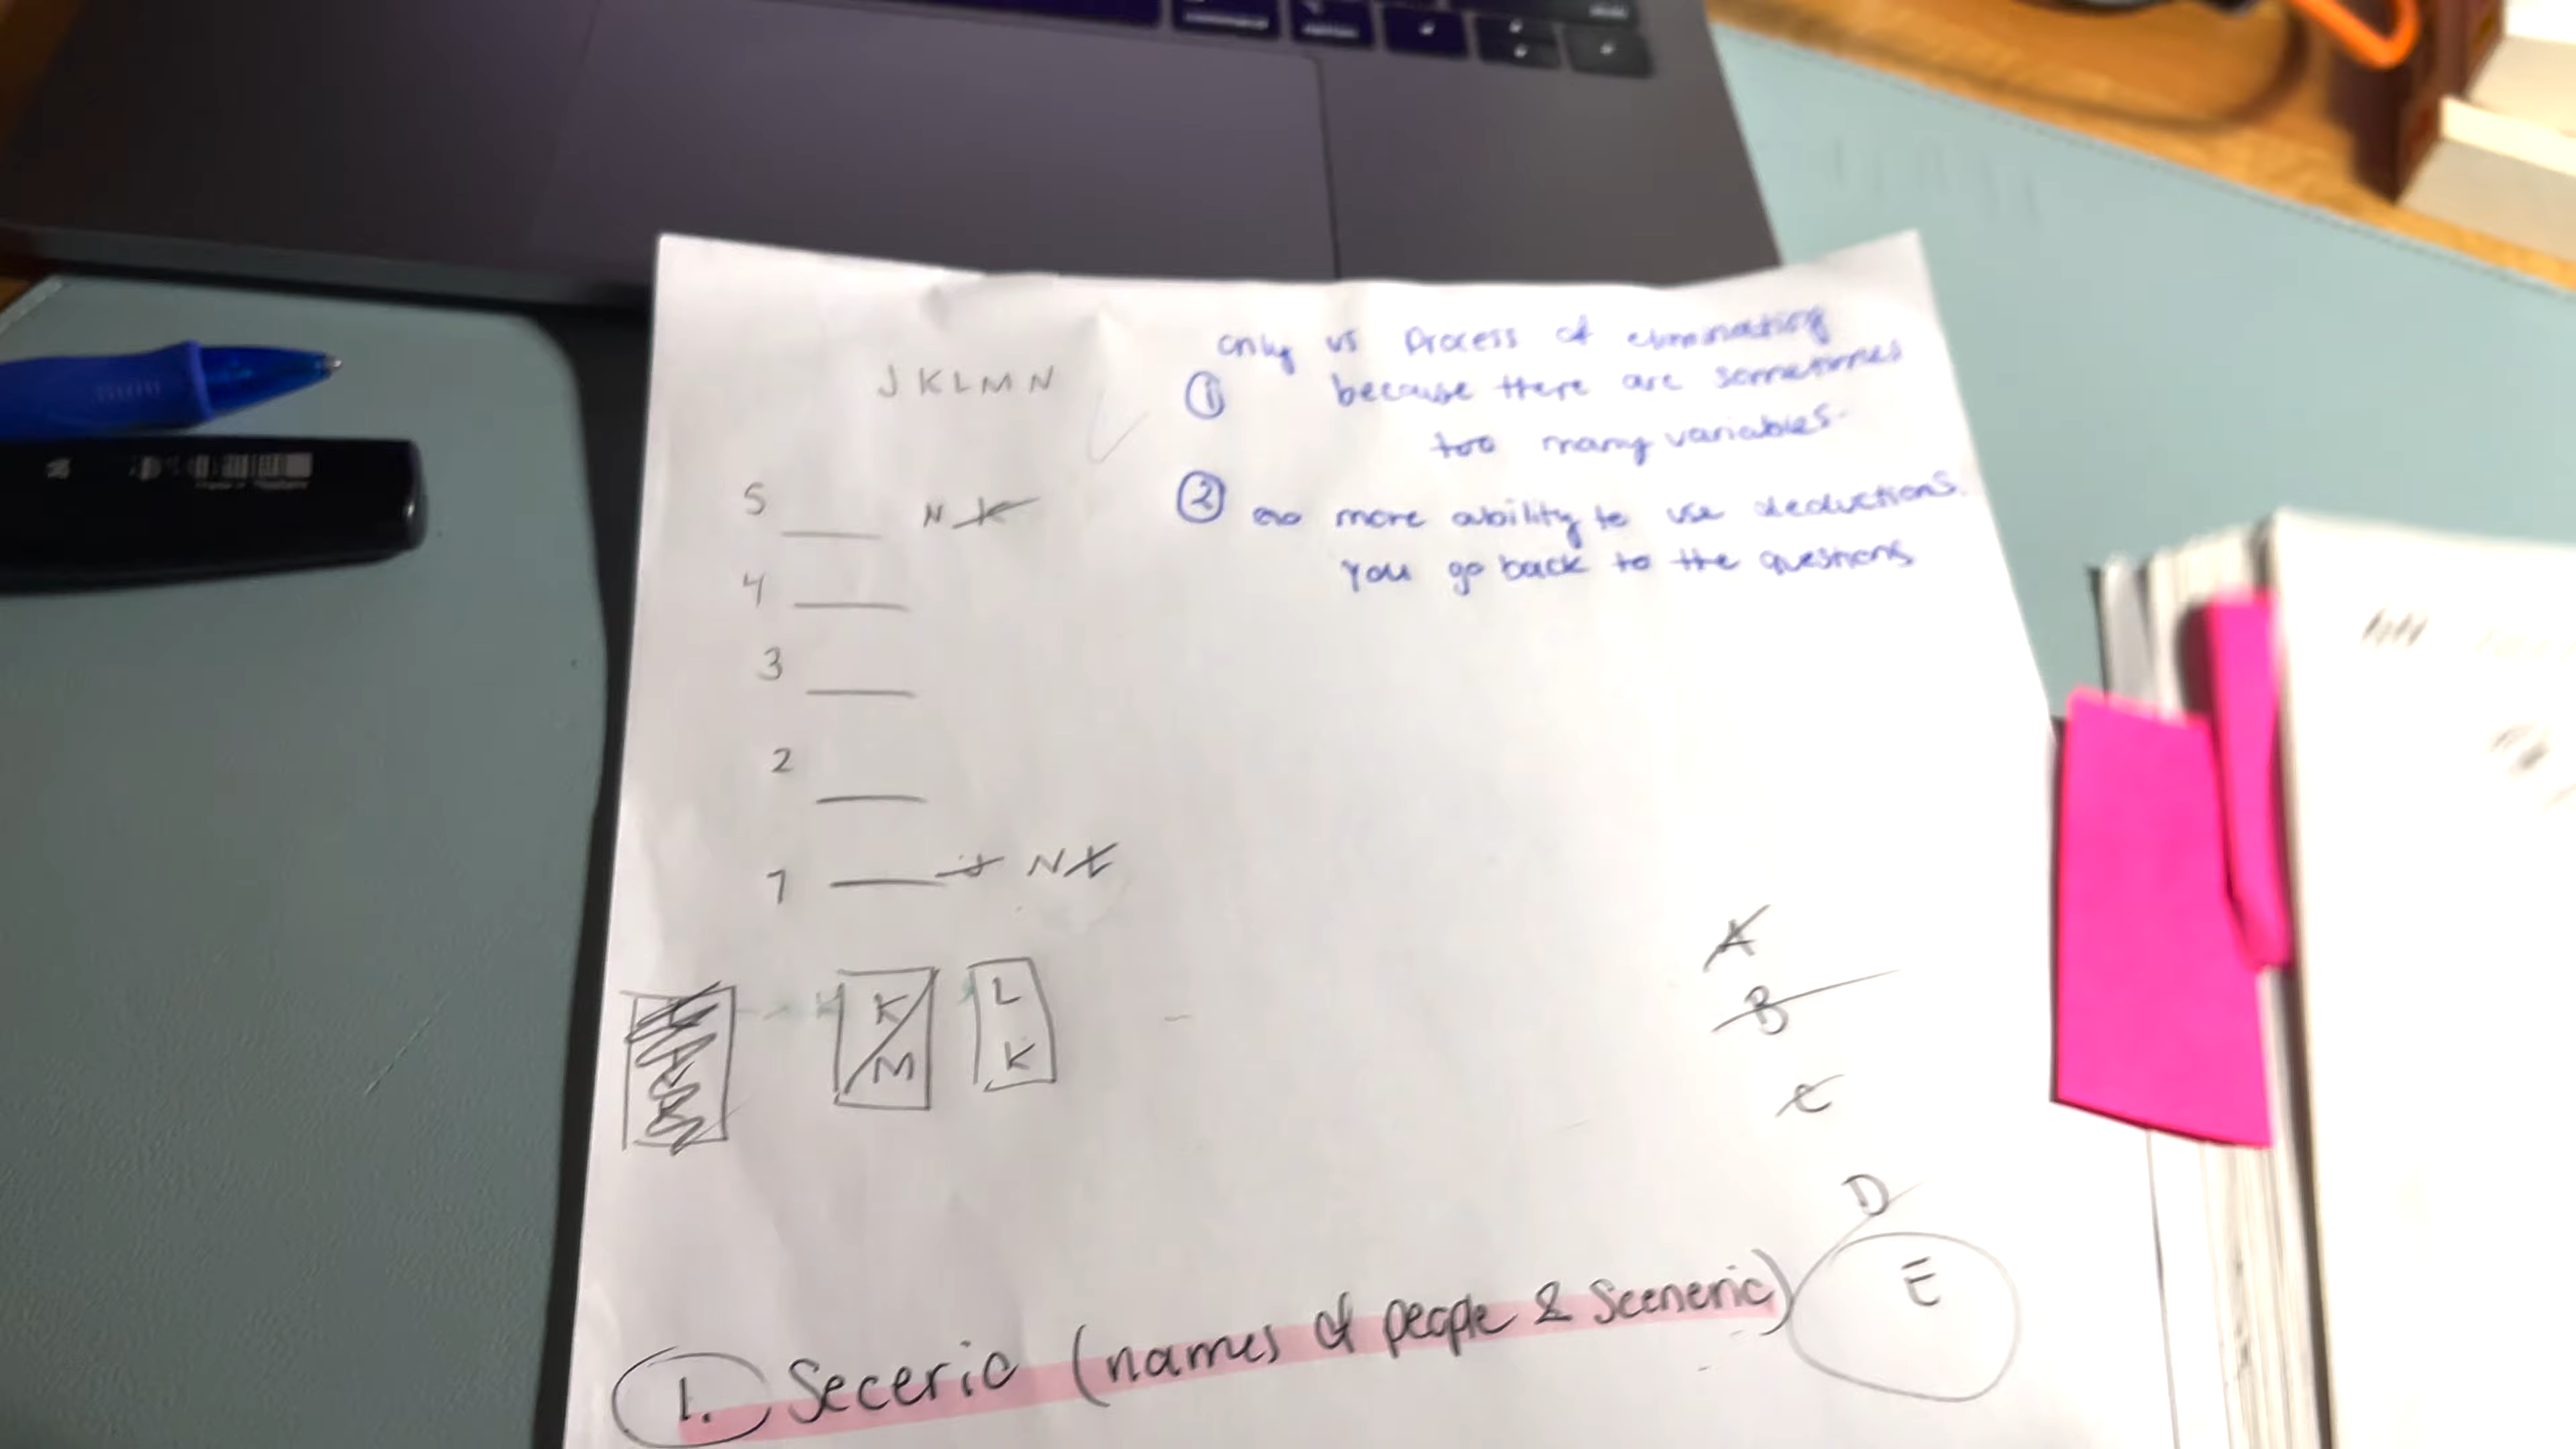 J K L M N
only vs Process of eliminating
① because there are sometimes
too many variables.
② no more ability to use deductions.
You go back to the questions
5 N K
4
3
2
1 J N L
K
M
L
K
A
B
C
D
E
1. Seceric (names of people & Sceneric)